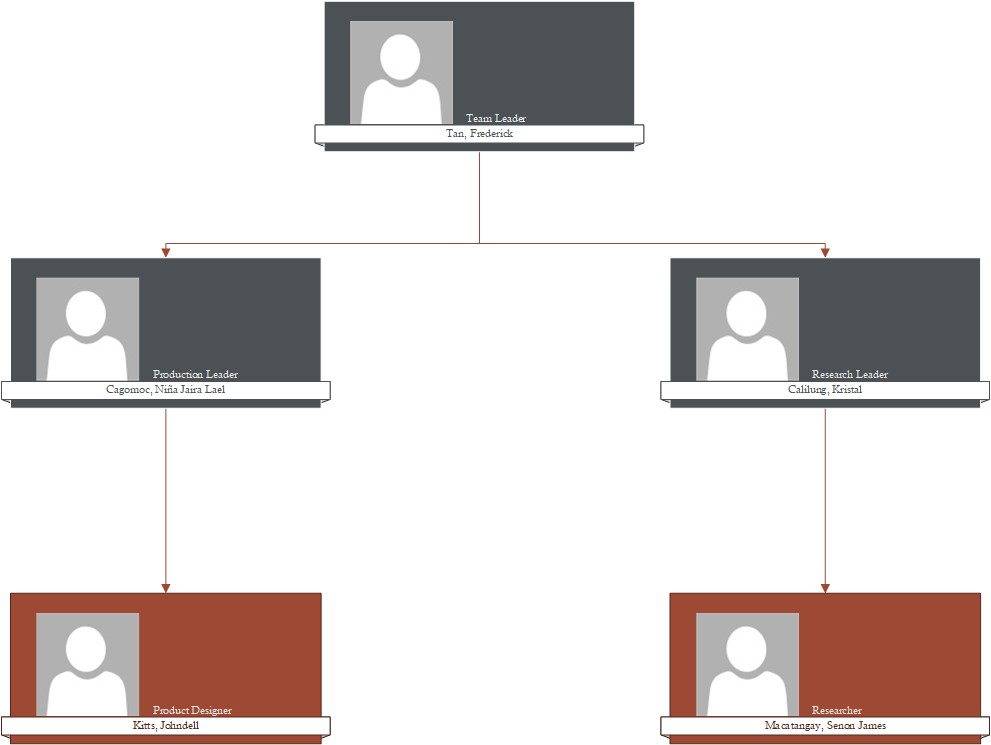 Team Leader
Tan, Frederick
Production Leader
Cagomoc, Niña Jaira Lael
Research Leader
Calilung, Kristal
Product Designer
Kitts, Johndell
Researcher
Macatangay, Senon James